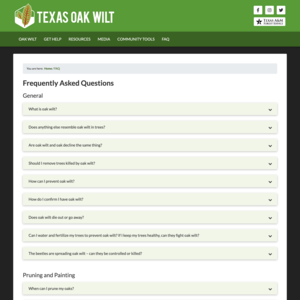 TEXAS OAK WILT
TEXAS A&M
FOREST SERVICE
OAK WILT GET HELP RESOURCES MEDIA COMMUNITY TOOLS FAQ
You are here: Home / FAQ
Frequently Asked Questions
General
What is oak wilt?
Does anything else resemble oak wilt in trees?
Are oak wilt and oak decline the same thing?
Should I remove trees killed by oak wilt?
How can I prevent oak wilt?
How do I confirm I have oak wilt?
Does oak wilt die out or go away?
Can I water and fertilize my trees to prevent oak wilt? If I keep my trees healthy, can they fight oak wilt?
The beetles are spreading oak wilt – can they be controlled or killed?
Pruning and Painting
When can I prune my oaks?